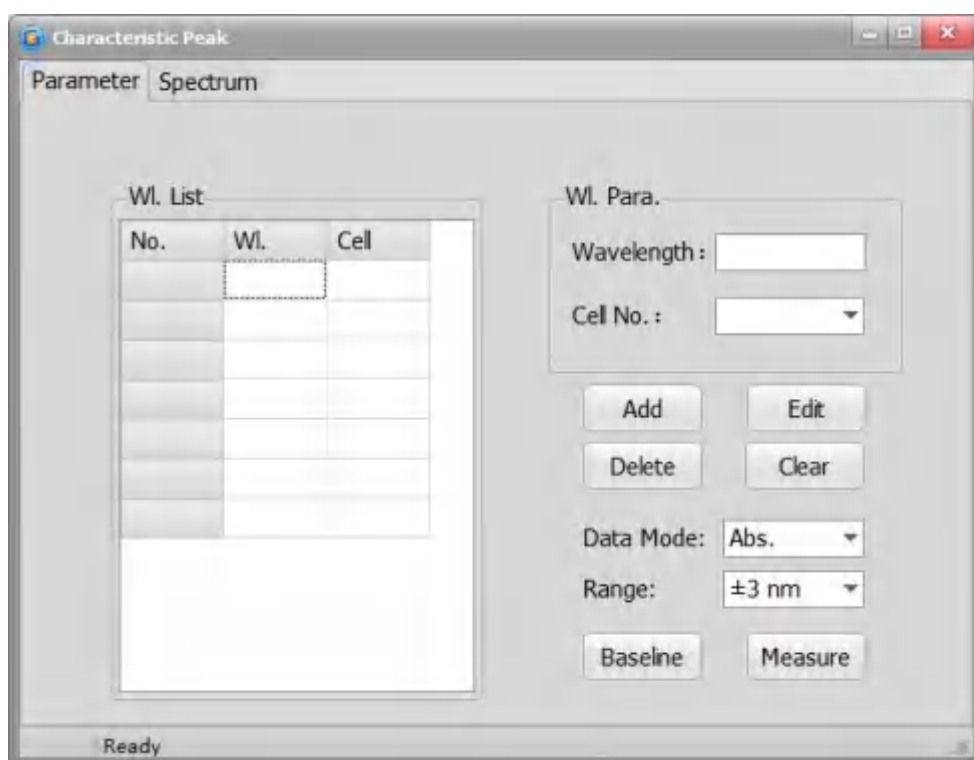 Characteristic Peak
Parameter Spectrum
Wl. List
No. Wl. Cell
Wl. Para.
Wavelength:
Cell No. :
Add Edit
Delete Clear
Data Mode: Abs.
Range: ±3 nm
Baseline Measure
Ready